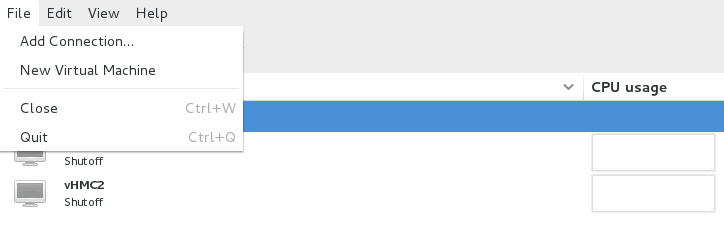 File Edit View Help
Add Connection...
New Virtual Machine
CPU usage
Close Ctrl+W
Quit Ctrl+Q
Shutoff
vHMC2
Shutoff